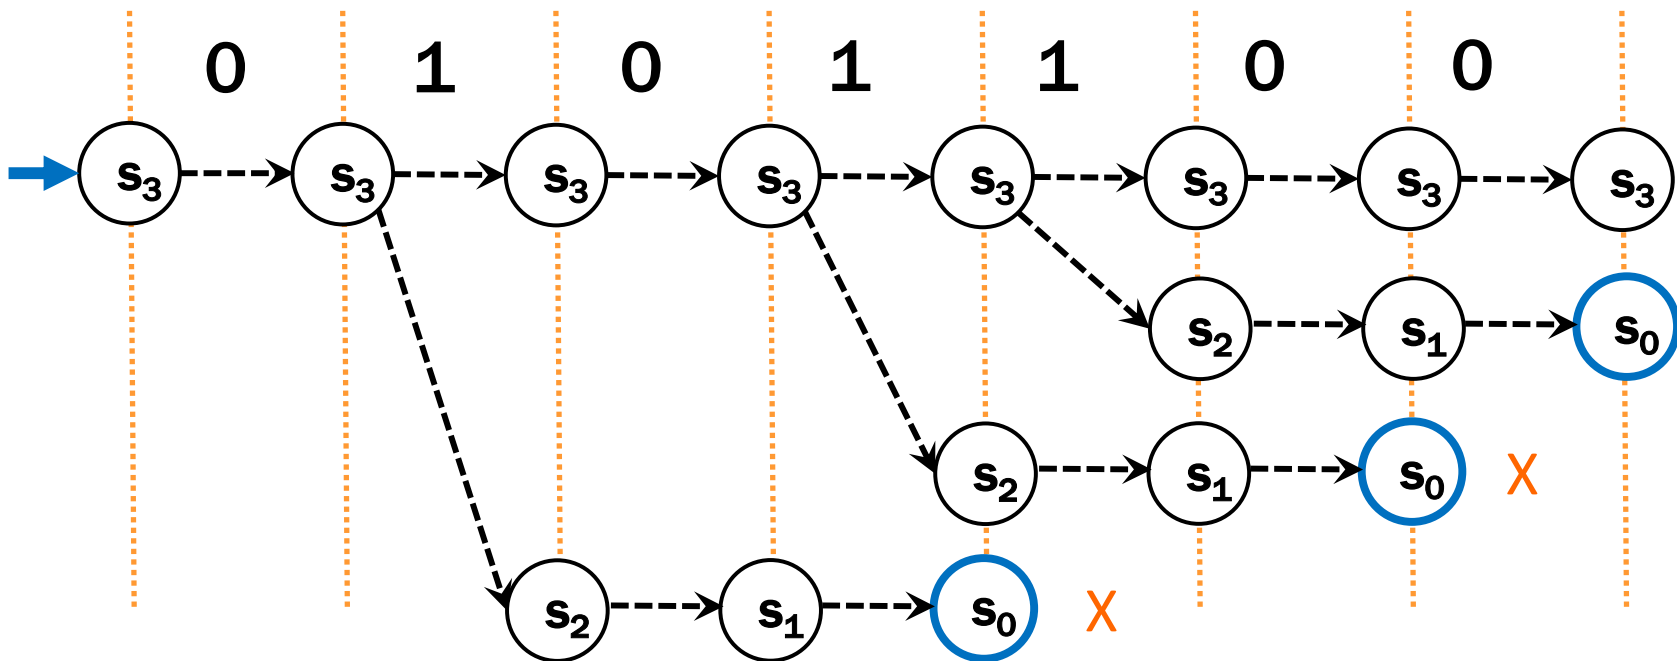 0 1 0 1 1 0 0
s₃ s₃ s₃ s₃ s₃ s₃ s₃ s₃
s₂ s₁ s₀
s₂ s₁ s₀ X
s₂ s₁ s₀ X